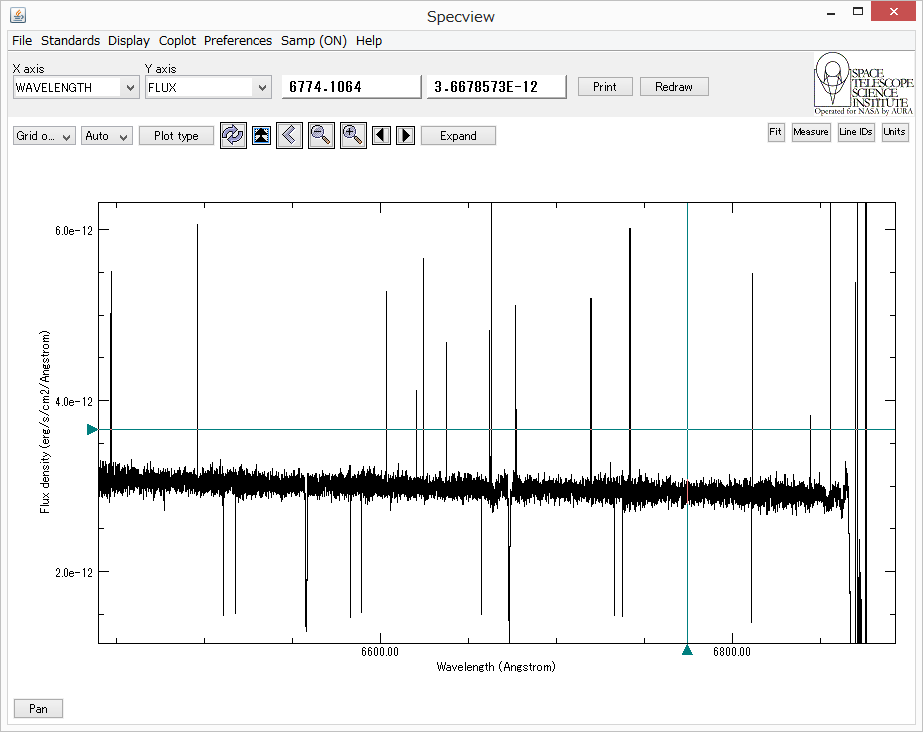 Specview
File Standards Display Coplot Preferences Samp (ON) Help
X axis Y axis
WAVELENGTH FLUX 6774.1064 3.6678573E-12 Print Redraw
SPACE
TELESCOPE
SCIENCE
INSTITUTE
Operated for NASA by AURA
Grid o... Auto Plot type Expand Fit Measure Line IDs Units
6.0e-12
4.0e-12
2.0e-12
Flux density (erg/s/cm2/Angstrom)
6600.00 6800.00
Wavelength (Angstrom)
Pan